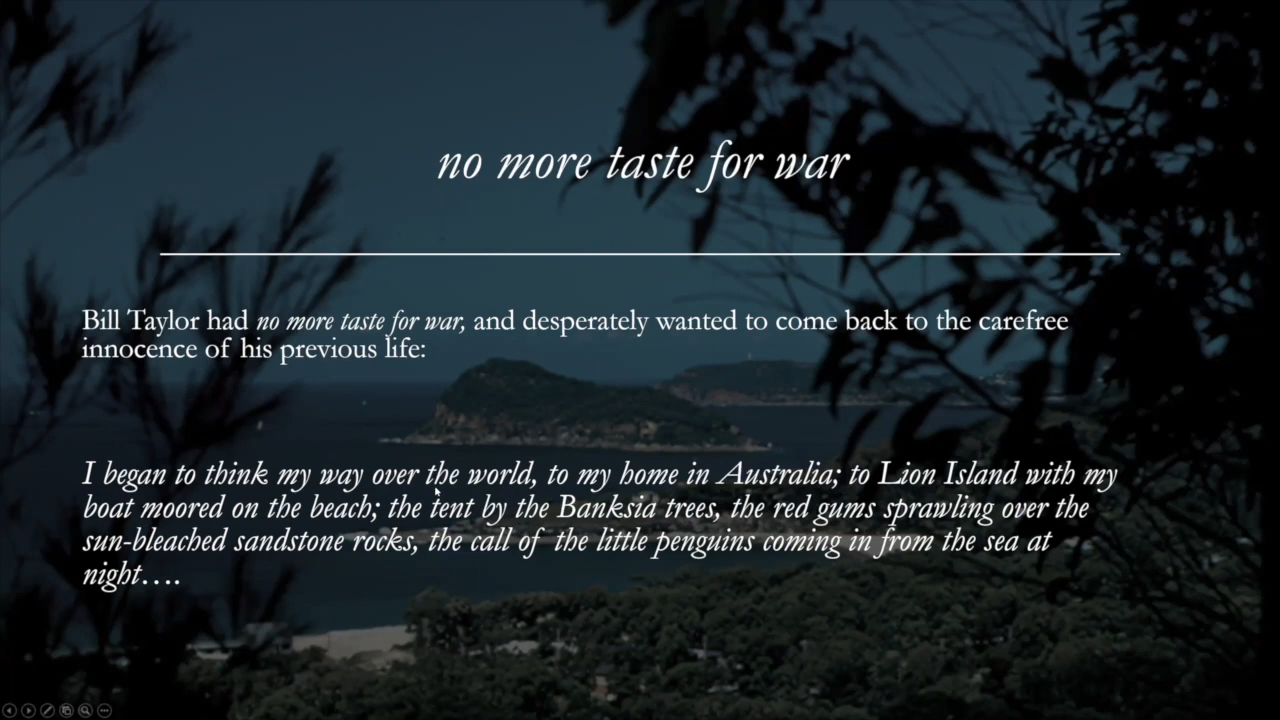 no more taste for war
Bill Taylor had no more taste for war, and desperately wanted to come back to the carefree
innocence of his previous life:
I began to think my way over the world, to my home in Australia; to Lion Island with my
boat moored on the beach; the tent by the Banksia trees, the red gums sprawling over the
sun-bleached sandstone rocks, the call of the little penguins coming in from the sea at
night….